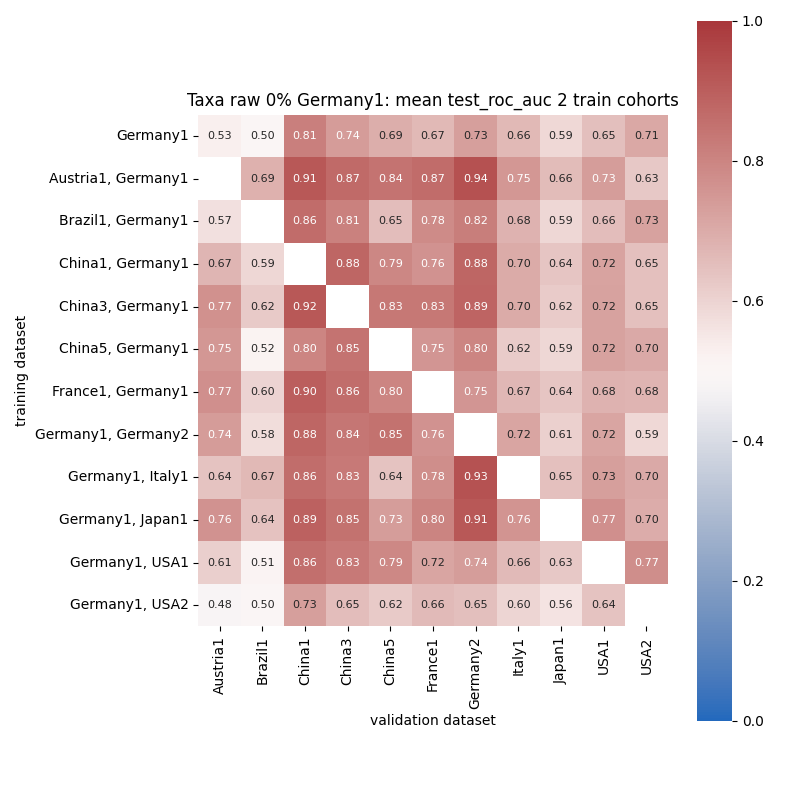 Taxa raw 0% Germany1: mean test_roc_auc 2 train cohorts
Germany1 0.53 0.50 0.81 0.74 0.69 0.67 0.73 0.66 0.59 0.65 0.71
Austria1, Germany1 0.69 0.91 0.87 0.84 0.87 0.94 0.75 0.66 0.73 0.63
Brazil1, Germany1 0.57 0.86 0.81 0.65 0.78 0.82 0.68 0.59 0.66 0.73
China1, Germany1 0.67 0.59 0.88 0.79 0.76 0.88 0.70 0.64 0.72 0.65
China3, Germany1 0.77 0.62 0.92 0.83 0.83 0.89 0.70 0.62 0.72 0.65
China5, Germany1 0.75 0.52 0.80 0.85 0.75 0.80 0.62 0.59 0.72 0.70
France1, Germany1 0.77 0.60 0.90 0.86 0.80 0.75 0.67 0.64 0.68 0.68
Germany1, Germany2 0.74 0.58 0.88 0.84 0.85 0.76 0.72 0.61 0.72 0.59
Germany1, Italy1 0.64 0.67 0.86 0.83 0.64 0.78 0.93 0.65 0.73 0.70
Germany1, Japan1 0.76 0.64 0.89 0.85 0.73 0.80 0.91 0.76 0.77 0.70
Germany1, USA1 0.61 0.51 0.86 0.83 0.79 0.72 0.74 0.66 0.63 0.77
Germany1, USA2 0.48 0.50 0.73 0.65 0.62 0.66 0.65 0.60 0.56 0.64
Austria1 Brazil1 China1 China3 China5 France1 Germany2 Italy1 Japan1 USA1 USA2
validation dataset
training dataset
1.0
0.8
0.6
0.4
0.2
0.0